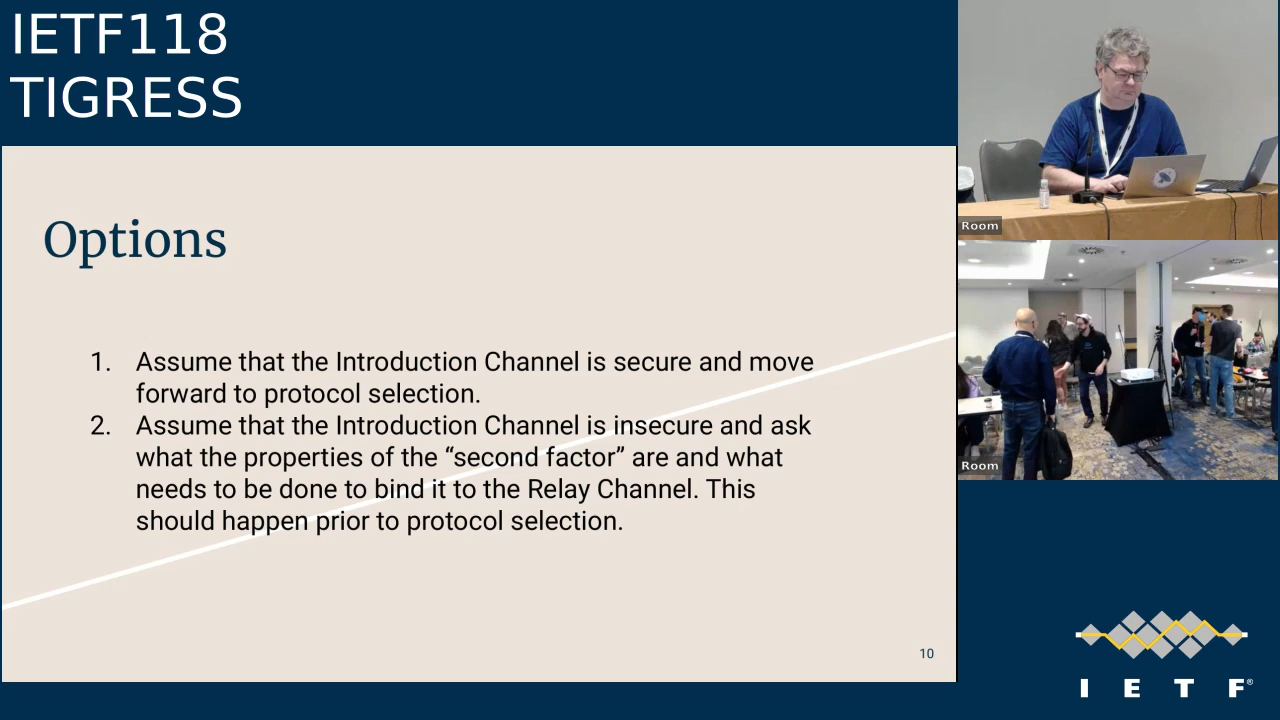 IETF118
TIGRESS
Options
1. Assume that the Introduction Channel is secure and move
forward to protocol selection.
2. Assume that the Introduction Channel is insecure and ask
what the properties of the “second factor” are and what
needs to be done to bind it to the Relay Channel. This
should happen prior to protocol selection.
10
Room
Room
I E T F®